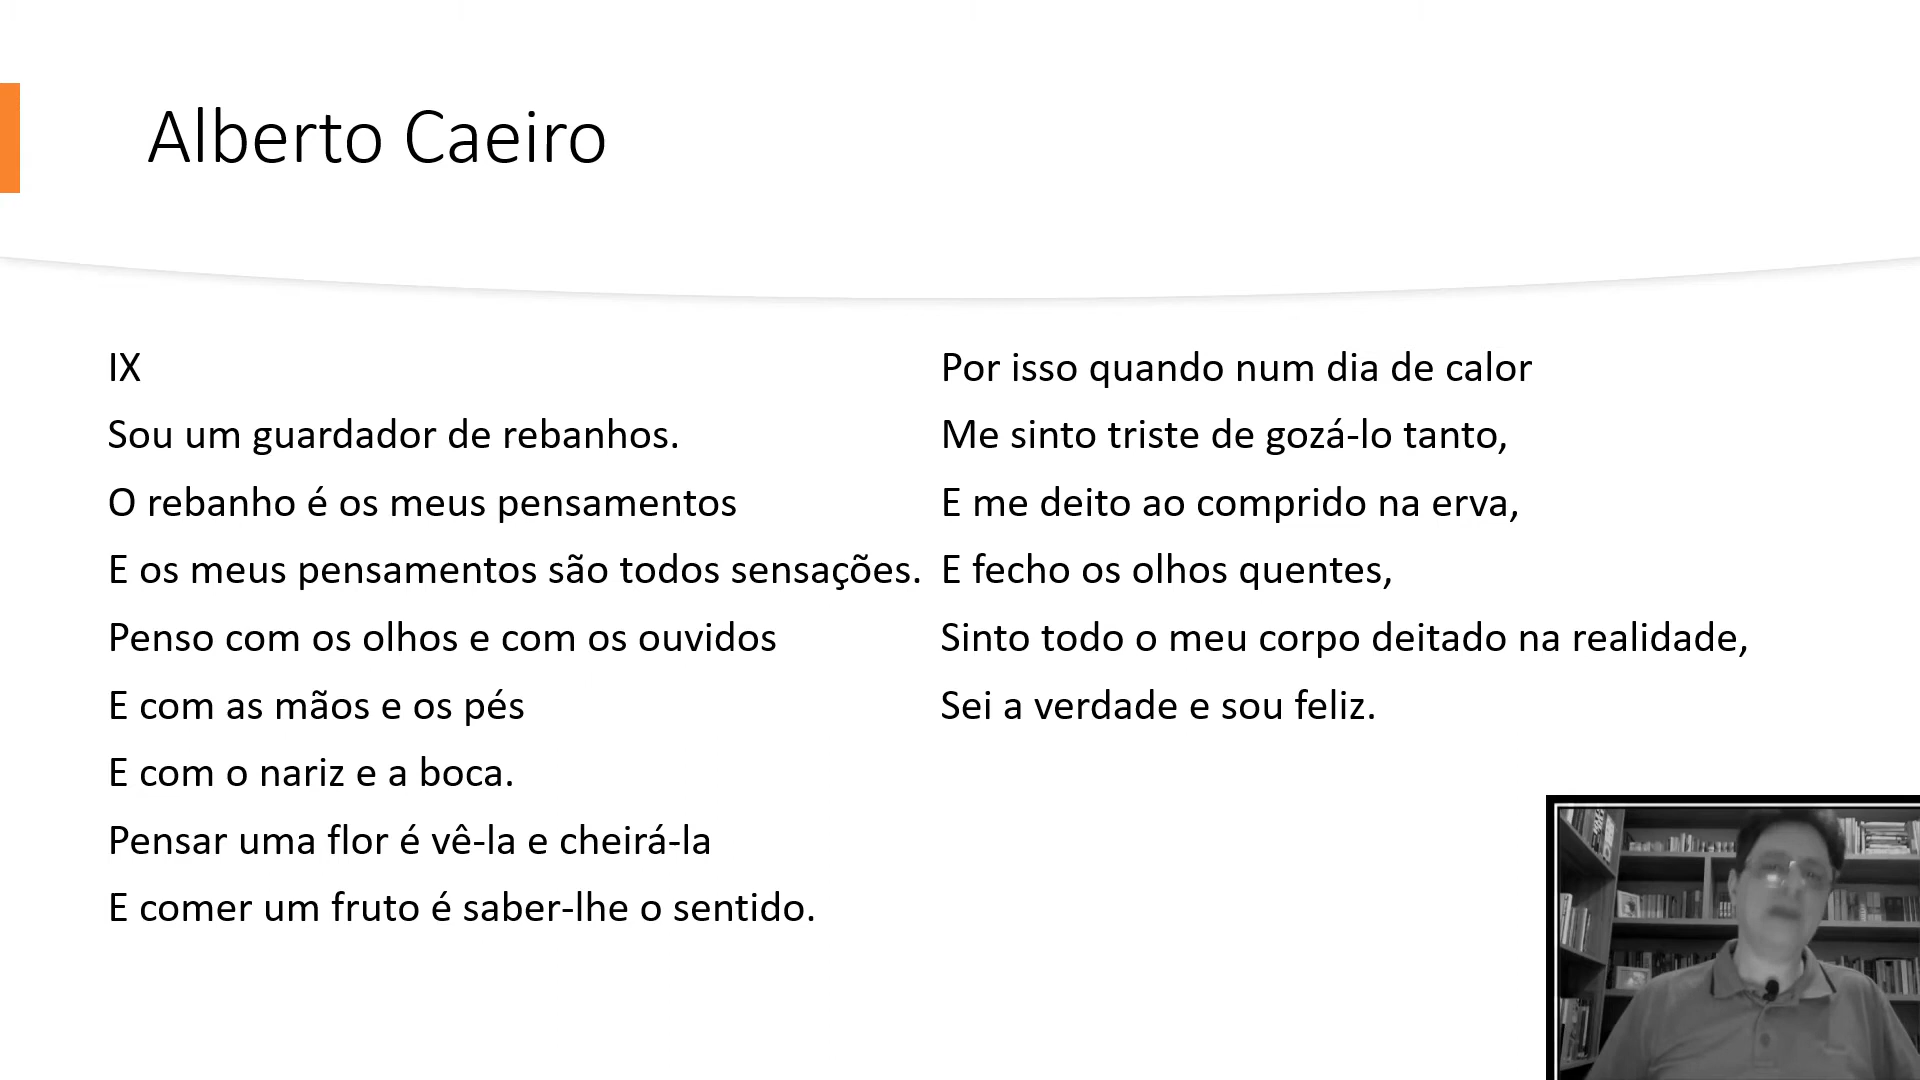 Alberto Caeiro
IX
Sou um guardador de rebanhos.
O rebanho é os meus pensamentos
E os meus pensamentos são todos sensações.
Penso com os olhos e com os ouvidos
E com as mãos e os pés
E com o nariz e a boca.
Pensar uma flor é vê-la e cheirá-la
E comer um fruto é saber-lhe o sentido.
Por isso quando num dia de calor
Me sinto triste de gozá-lo tanto,
E me deito ao comprido na erva,
E fecho os olhos quentes,
Sinto todo o meu corpo deitado na realidade,
Sei a verdade e sou feliz.